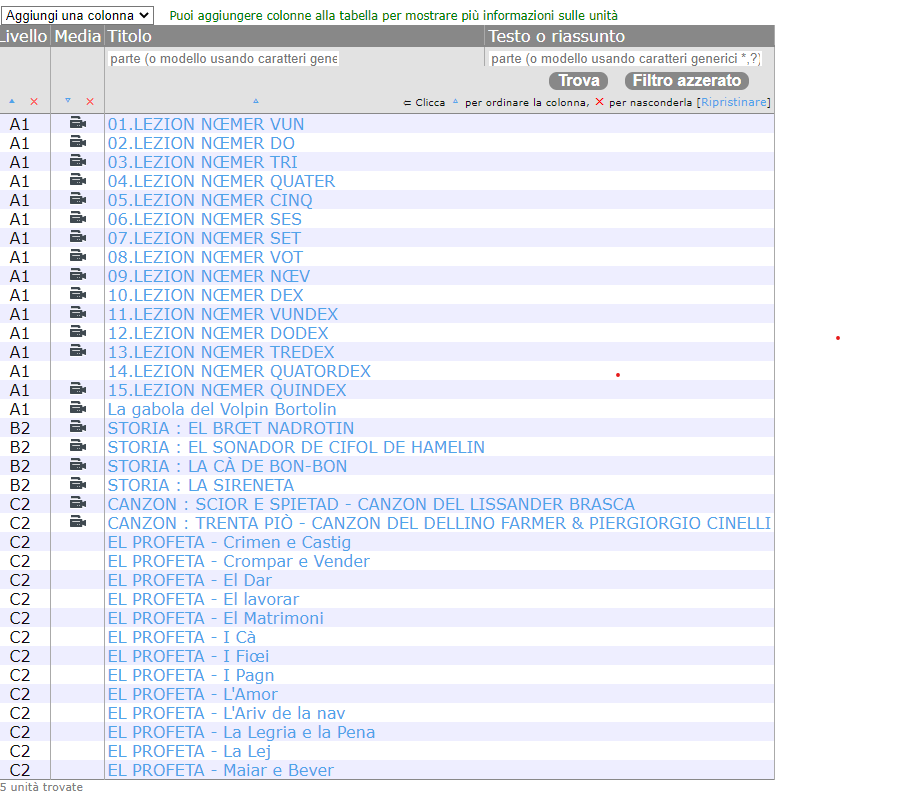 Aggiungi una colonna Puoi aggiungere colonne alla tabella per mostrare più informazioni sulle unità
Livello Media Titolo Testo o riassunto
parte (o modello usando caratteri gene parte (o modello usando caratteri generici *,?)
Trova Filtro azzerato
⇐ Clicca per ordinare la colonna, ✕ per nasconderla [Ripristinare]
A1 01.LEZION NŒMER VUN
A1 02.LEZION NŒMER DO
A1 03.LEZION NŒMER TRI
A1 04.LEZION NŒMER QUATER
A1 05.LEZION NŒMER CINQ
A1 06.LEZION NŒMER SES
A1 07.LEZION NŒMER SET
A1 08.LEZION NŒMER VOT
A1 09.LEZION NŒMER NŒV
A1 10.LEZION NŒMER DEX
A1 11.LEZION NŒMER VUNDEX
A1 12.LEZION NŒMER DODEX
A1 13.LEZION NŒMER TREDEX
A1 14.LEZION NŒMER QUATORDEX
A1 15.LEZION NŒMER QUINDEX
A1 La gabola del Volpin Bortolin
B2 STORIA : EL BRŒT NADROTIN
B2 STORIA : EL SONADOR DE CIFOL DE HAMELIN
B2 STORIA : LA CÀ DE BON-BON
B2 STORIA : LA SIRENETA
C2 CANZON : SCIOR E SPIETAD - CANZON DEL LISSANDER BRASCA
C2 CANZON : TRENTA PIÒ - CANZON DEL DELLINO FARMER & PIERGIORGIO CINELLI
C2 EL PROFETA - Crimen e Castig
C2 EL PROFETA - Crompar e Vender
C2 EL PROFETA - El Dar
C2 EL PROFETA - El lavorar
C2 EL PROFETA - El Matrimoni
C2 EL PROFETA - I Cà
C2 EL PROFETA - I Fiœi
C2 EL PROFETA - I Pagn
C2 EL PROFETA - L'Amor
C2 EL PROFETA - L'Ariv de la nav
C2 EL PROFETA - La Legria e la Pena
C2 EL PROFETA - La Lej
C2 EL PROFETA - Maiar e Bever
5 unità trovate